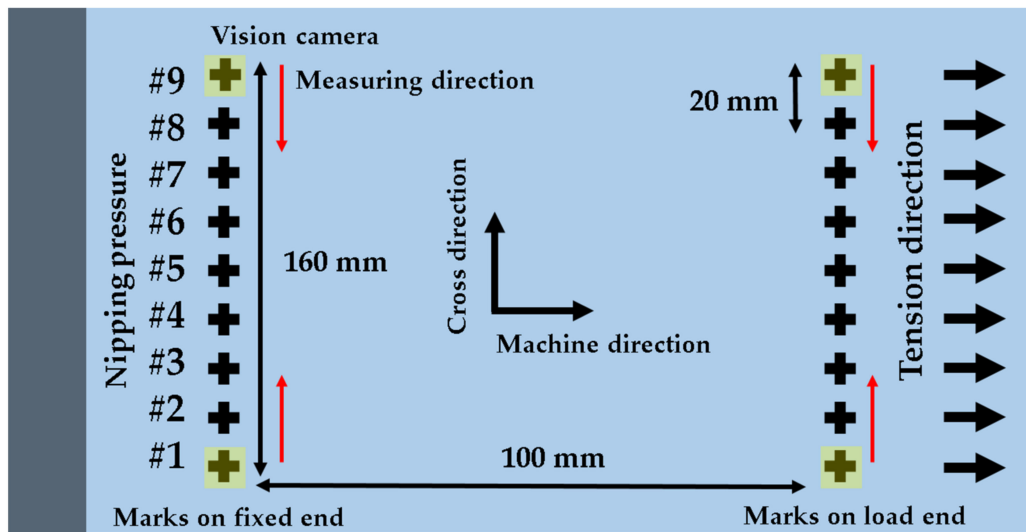 Vision camera
#9
Measuring direction
20 mm
#8
#7
#6
#5
#4
#3
#2
#1
Nipping pressure
160 mm
Cross direction
Machine direction
Tension direction
100 mm
Marks on fixed end
Marks on load end